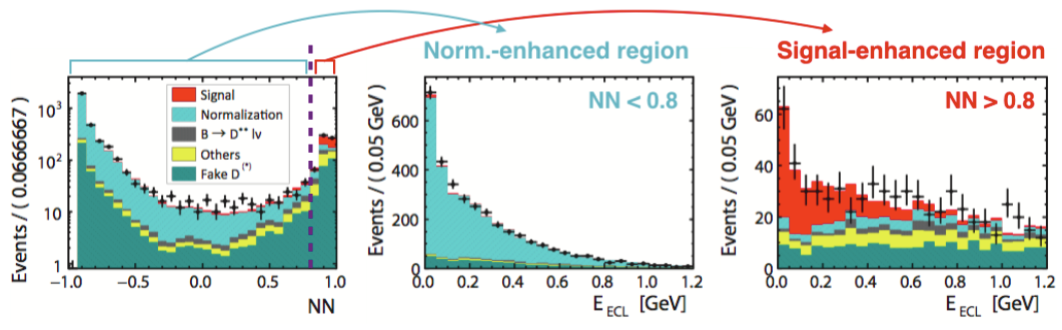 Norm.-enhanced region
Signal-enhanced region
Events / ( 0.0666667)
10³
10²
10
1
Signal
Normalization
B → D** lν
Others
Fake D(*)
−1.0 −0.5 0.0 0.5 1.0
NN
Events / ( 0.05 GeV)
600
400
200
0
NN < 0.8
0.0 0.2 0.4 0.6 0.8 1.0 1.2
E ECL [GeV]
Events / ( 0.05 GeV)
60
40
20
0
NN > 0.8
0.0 0.2 0.4 0.6 0.8 1.0 1.2
E ECL [GeV]